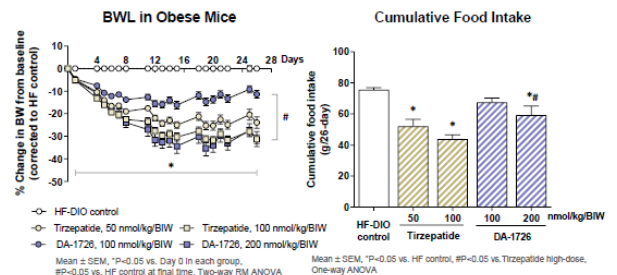 BWL in Obese Mice
% Change in BW from baseline
(corrected to HF control)
10
0
-10
-20
-30
-40
-50
4 8 12 16 20 24 28 Days
#
*
HF-DIO control
Tirzepatide, 50 nmol/kg/BIW Tirzepatide, 100 nmol/kg/BIW
DA-1726, 100 nmol/kg/BIW DA-1726, 200 nmol/kg/BIW
Mean ± SEM, *P<0.05 vs. Day 0 in each group,
#P<0.05 vs. HF control at final time, Two-way RM ANOVA
Cumulative Food Intake
Cumulative food intake
(g/26-day)
100
80
60
40
20
0
* * *#
HF-DIO
control
50 100 100 200 nmol/kg/BIW
Tirzepatide DA-1726
Mean ± SEM, *P<0.05 vs. HF control, #P<0.05 vs.Tirzepatide high-dose,
One-way ANOVA